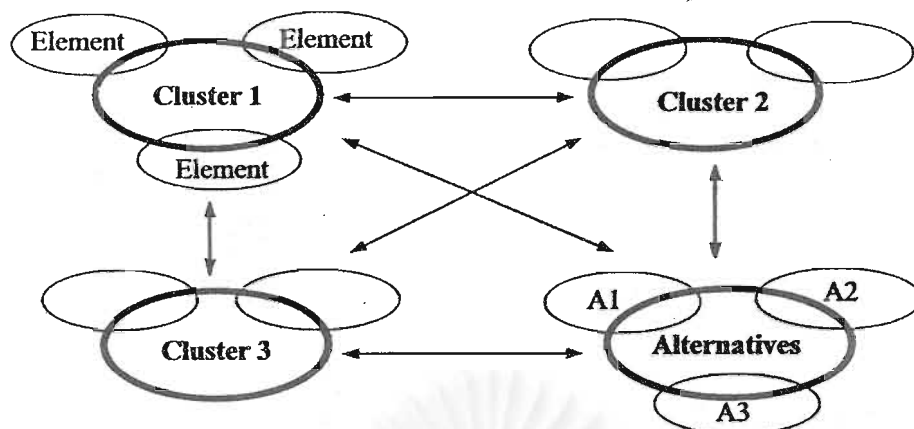 Element
Element
Cluster 1
Cluster 2
Element
A1
A2
Cluster 3
Alternatives
A3